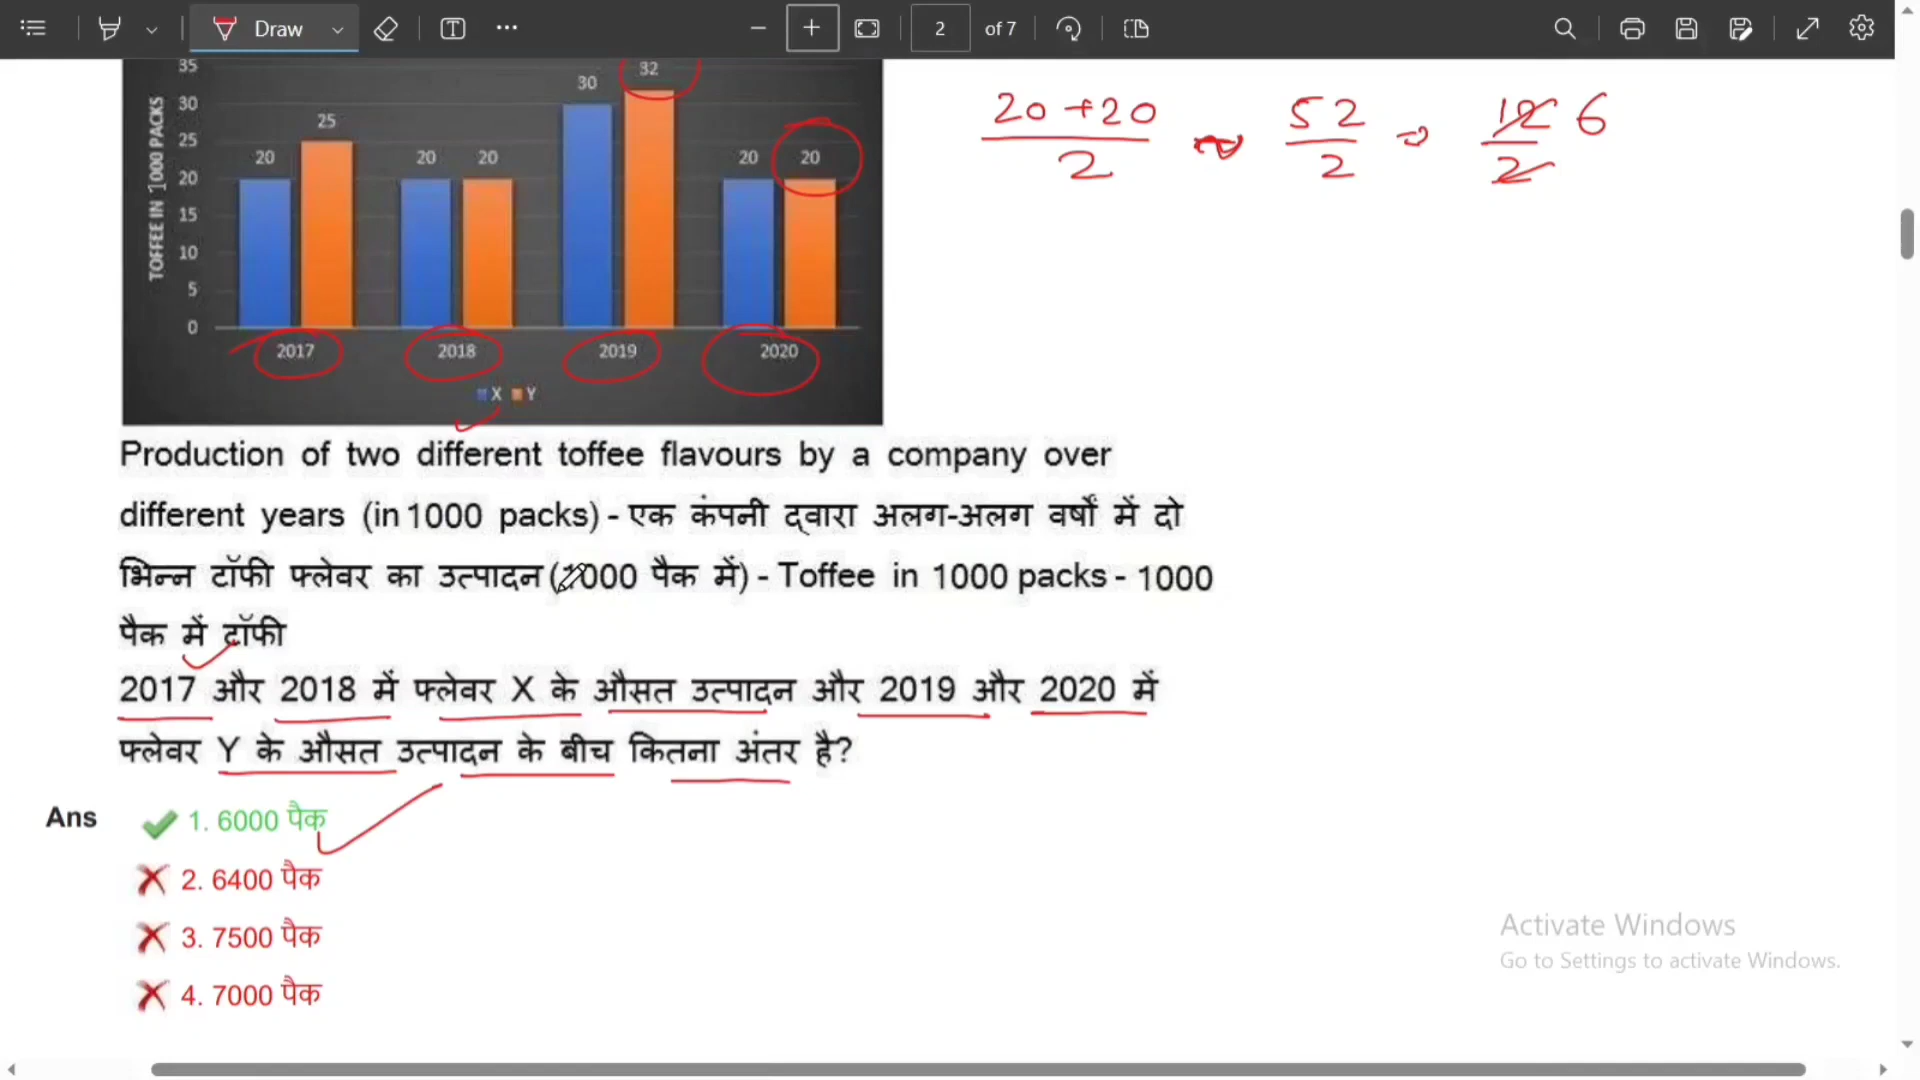 Draw
2
of 7
20 + 20
2
~
52
2
=>
12
2
6
TOFFEE IN 1000 PACKS
35
30
25
20
15
10
5
0
20
25
20
20
30
32
20
20
2017
2018
2019
2020
X
Y
Production of two different toffee flavours by a company over
different years (in 1000 packs) - एक कंपनी द्वारा अलग-अलग वर्षों में दो
भिन्न टॉफी फ्लेवर का उत्पादन (1000 पैक में) - Toffee in 1000 packs - 1000
पैक में टॉफी
2017 और 2018 में फ्लेवर X के औसत उत्पादन और 2019 और 2020 में
फ्लेवर Y के औसत उत्पादन के बीच कितना अंतर है?
Ans
1. 6000 पैक
2. 6400 पैक
3. 7500 पैक
4. 7000 पैक
Activate Windows
Go to Settings to activate Windows.